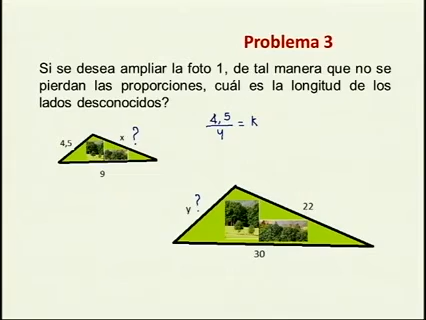 Problema 3
Si se desea ampliar la foto 1, de tal manera que no se
pierdan las proporciones, cuál es la longitud de los
lados desconocidos?
4,5/y = k
4,5
x ?
9
y ?
22
30